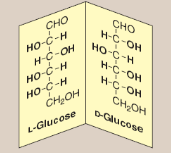 CHO
HO-C-H
H-C-OH
HO-C-H
HO-C-H
CH₂OH
L-Glucose
CHO
H-C-OH
HO-C-H
H-C-OH
H-C-OH
CH₂OH
D-Glucose